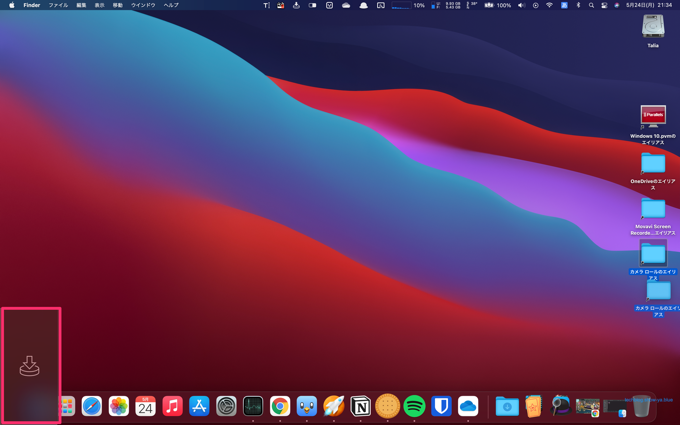 Finder ファイル 編集 表示 移動 ウインドウ ヘルプ
10%
100%
5月24日(月) 21:34
Talia
Parallels
Windows 10.pvmのエ
イリアス
OneDriveのエイリア
ス
Movavi Screen
Recorde...エイリアス
カメラ ロールのエイリ
アス
カメラ ロールのエイリ
アス
24